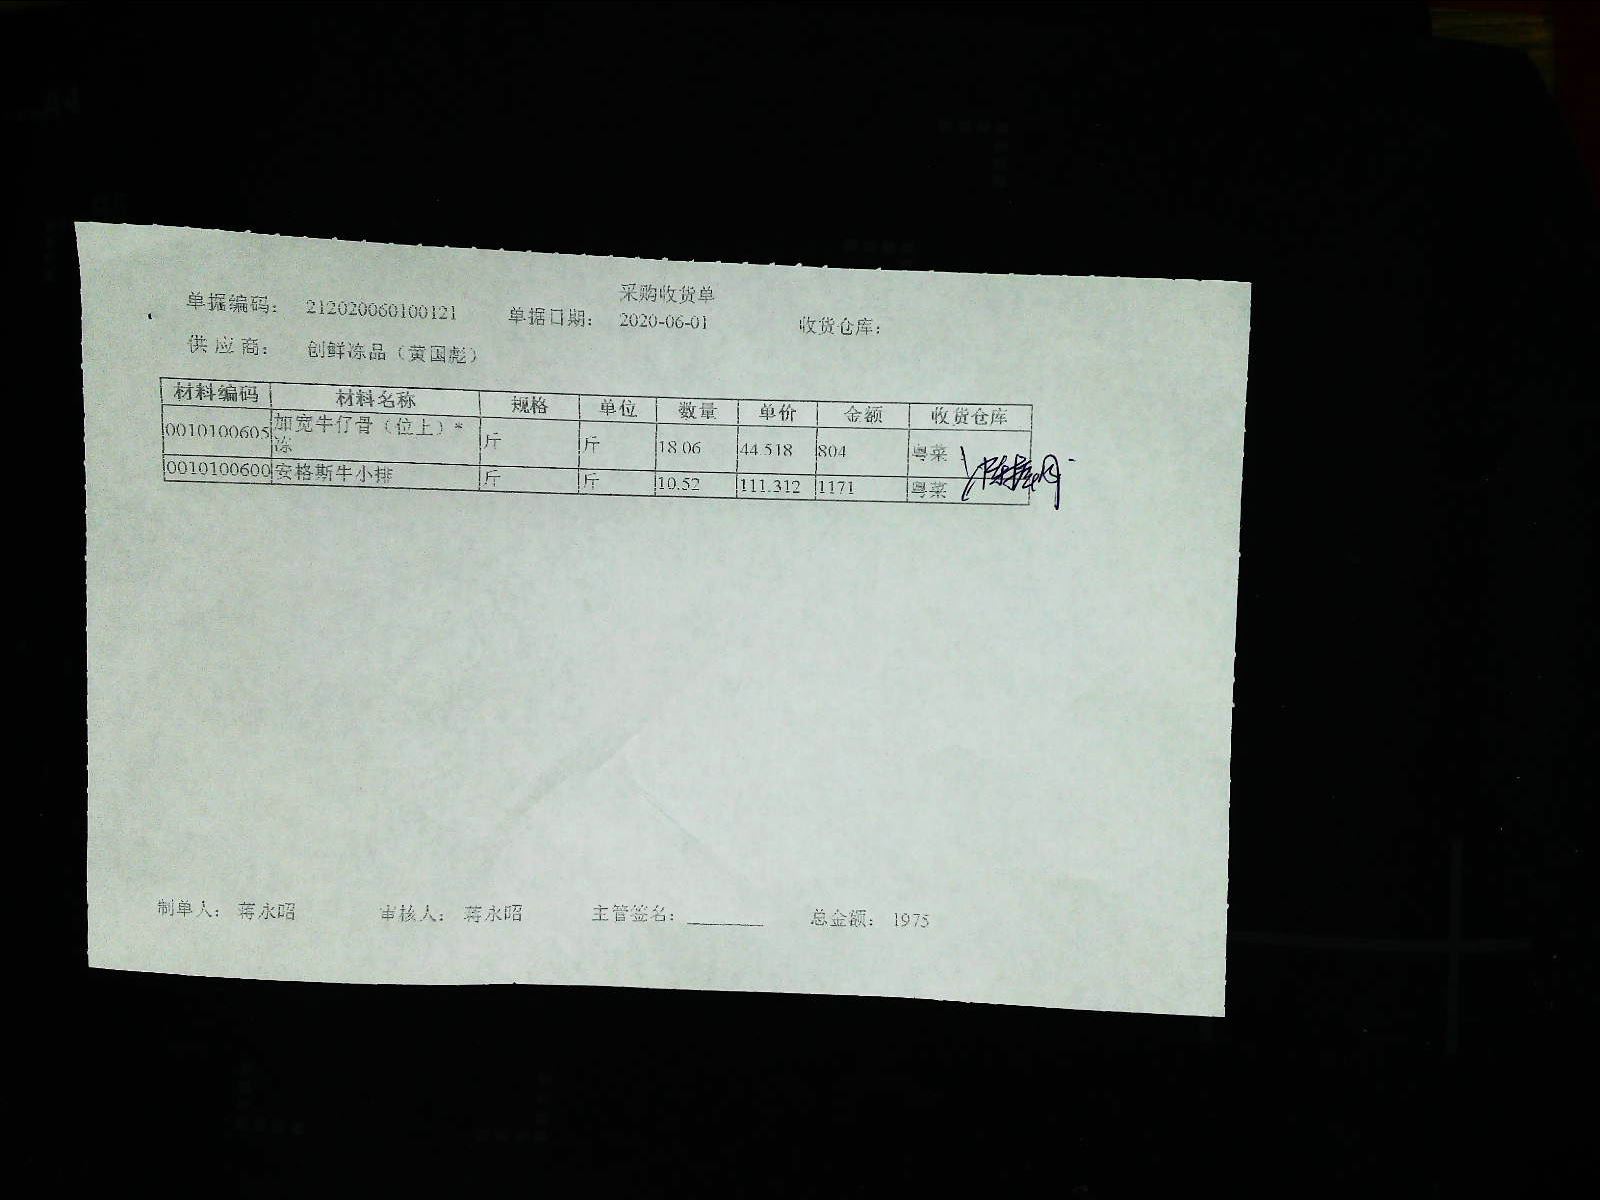 采购收货单
单据编码： 212020060100121 单据日期： 2020-06-01 收货仓库：
供 应 商： 创鲜冻品（黄国彪）
材料编码 材料名称 规格 单位 数量 单价 金额 收货仓库
0010100605 加宽牛仔骨（位上）*冻 斤 斤 18.06 44.518 804 粤菜
0010100600 安格斯牛小排 斤 斤 10.52 111.312 1171 粤菜
制单人： 蒋永昭 审核人： 蒋永昭 主管签名： 总金额： 1975